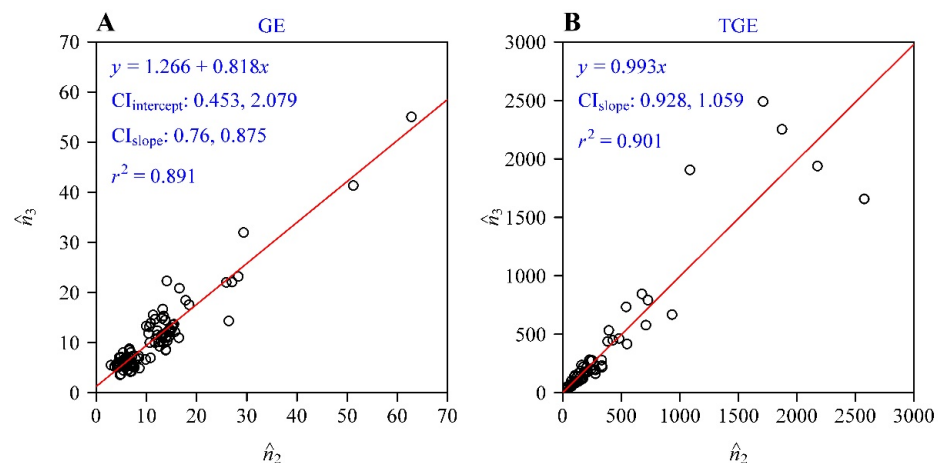 A
GE
70
60
50
40
30
20
10
0
y = 1.266 + 0.818x
CI_intercept: 0.453, 2.079
CI_slope: 0.76, 0.875
r² = 0.891
n̂₃
0 10 20 30 40 50 60 70
n̂₂
B
TGE
3000
2500
2000
1500
1000
500
0
y = 0.993x
CI_slope: 0.928, 1.059
r² = 0.901
n̂₃
0 500 1000 1500 2000 2500 3000
n̂₂